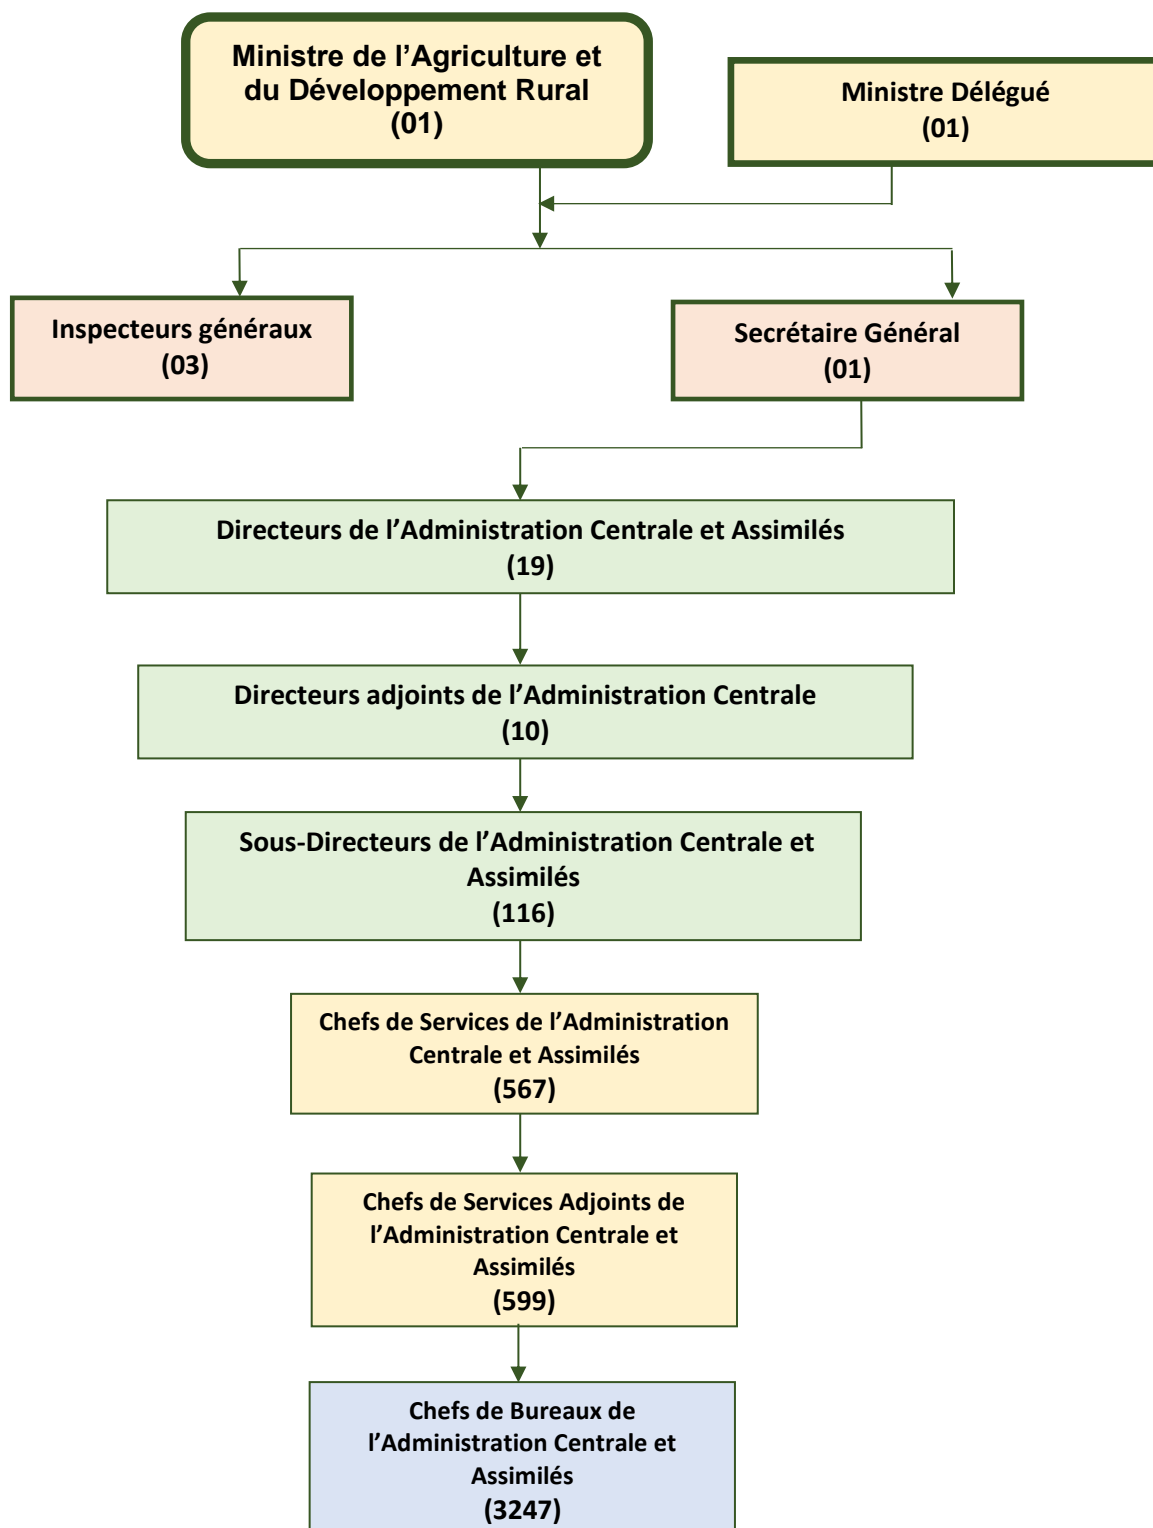 Ministre de l’Agriculture et
du Développement Rural
(01)
Ministre Délégué
(01)
Inspecteurs généraux
(03)
Secrétaire Général
(01)
Directeurs de l’Administration Centrale et Assimilés
(19)
Directeurs adjoints de l’Administration Centrale
(10)
Sous-Directeurs de l’Administration Centrale et
Assimilés
(116)
Chefs de Services de l’Administration
Centrale et Assimilés
(567)
Chefs de Services Adjoints de
l’Administration Centrale et
Assimilés
(599)
Chefs de Bureaux de
l’Administration Centrale et
Assimilés
(3247)